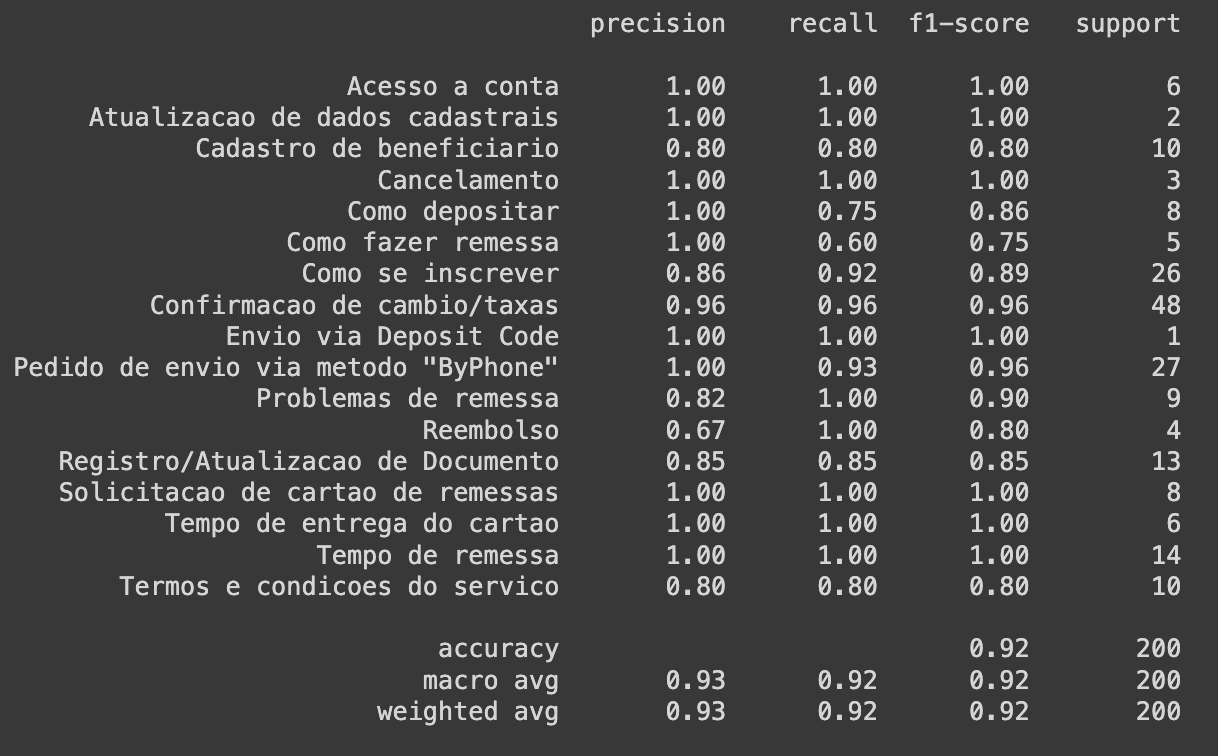 precision recall f1-score support
Acesso a conta 1.00 1.00 1.00 6
Atualizacao de dados cadastrais 1.00 1.00 1.00 2
Cadastro de beneficiario 0.80 0.80 0.80 10
Cancelamento 1.00 1.00 1.00 3
Como depositar 1.00 0.75 0.86 8
Como fazer remessa 1.00 0.60 0.75 5
Como se inscrever 0.86 0.92 0.89 26
Confirmacao de cambio/taxas 0.96 0.96 0.96 48
Envio via Deposit Code 1.00 1.00 1.00 1
Pedido de envio via metodo "ByPhone" 1.00 0.93 0.96 27
Problemas de remessa 0.82 1.00 0.90 9
Reembolso 0.67 1.00 0.80 4
Registro/Atualizacao de Documento 0.85 0.85 0.85 13
Solicitacao de cartao de remessas 1.00 1.00 1.00 8
Tempo de entrega do cartao 1.00 1.00 1.00 6
Tempo de remessa 1.00 1.00 1.00 14
Termos e condicoes do servico 0.80 0.80 0.80 10
accuracy 0.92 200
macro avg 0.93 0.92 0.92 200
weighted avg 0.93 0.92 0.92 200